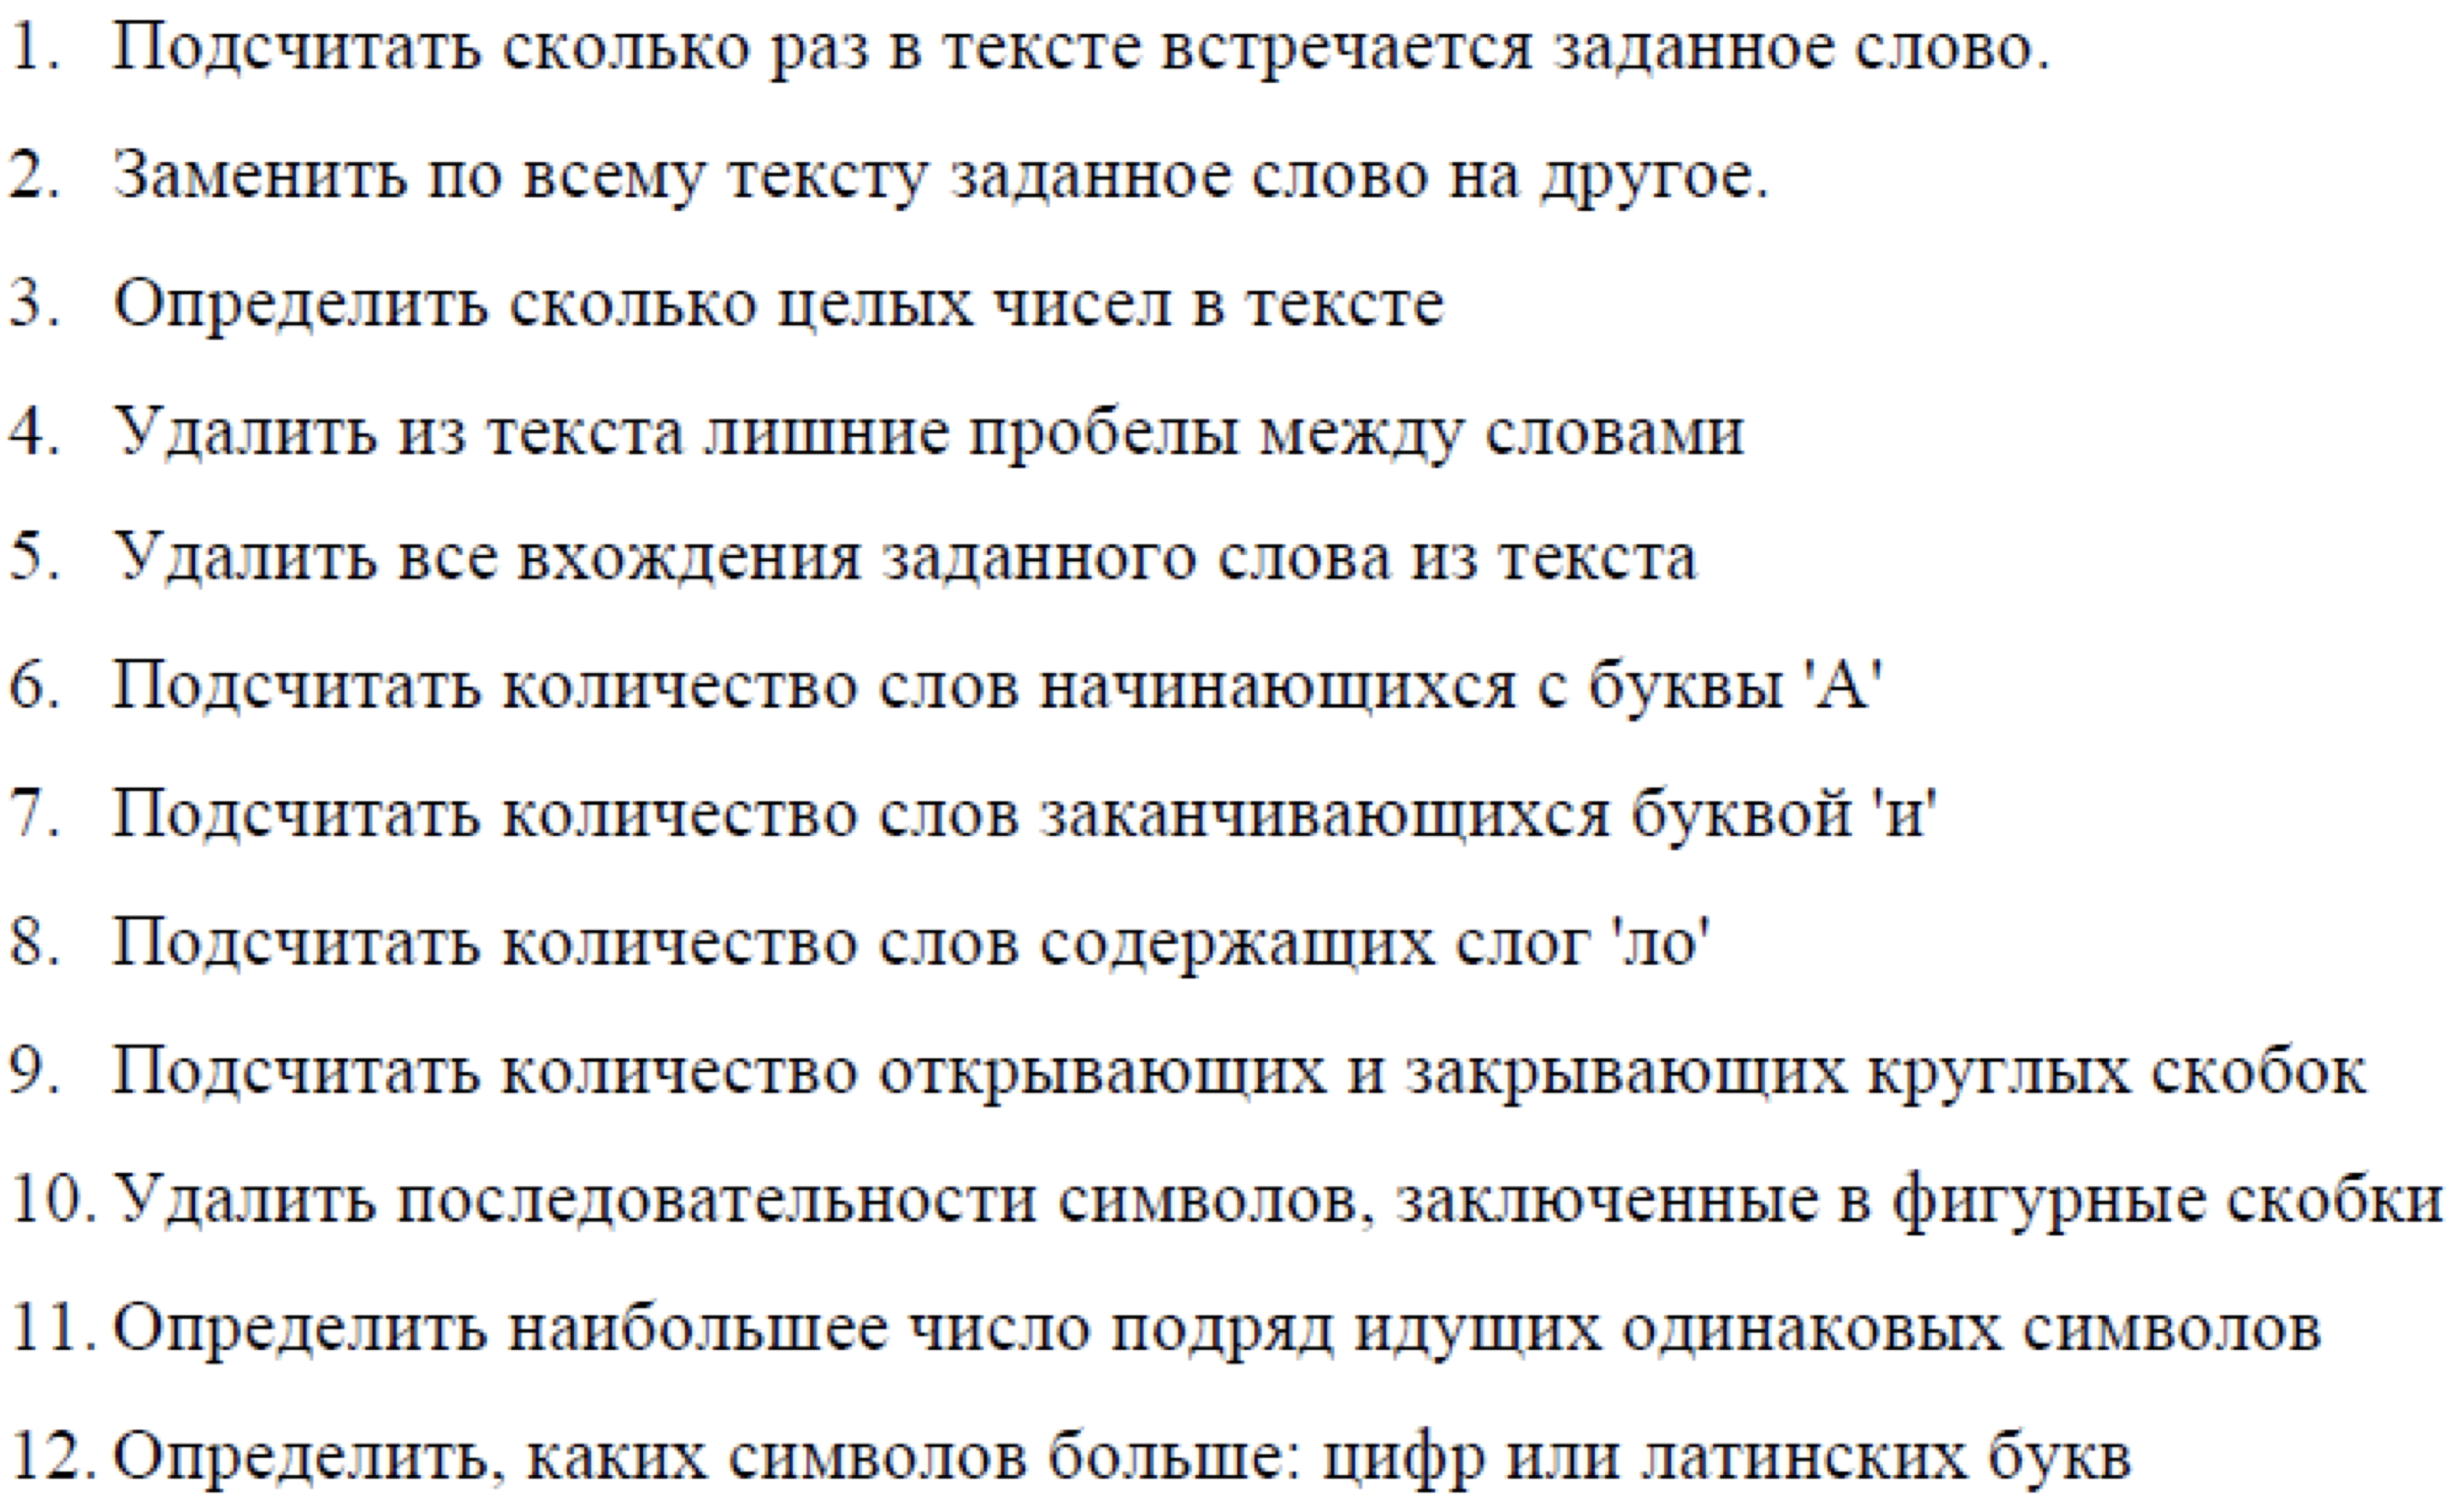 1. Подсчитать сколько раз в тексте встречается заданное слово.
2. Заменить по всему тексту заданное слово на другое.
3. Определить сколько целых чисел в тексте
4. Удалить из текста лишние пробелы между словами
5. Удалить все вхождения заданного слова из текста
6. Подсчитать количество слов начинающихся с буквы 'А'
7. Подсчитать количество слов заканчивающихся буквой 'и'
8. Подсчитать количество слов содержащих слог 'ло'
9. Подсчитать количество открывающих и закрывающих круглых скобок
10. Удалить последовательности символов, заключенные в фигурные скобки
11. Определить наибольшее число подряд идущих одинаковых символов
12. Определить, каких символов больше: цифр или латинских букв